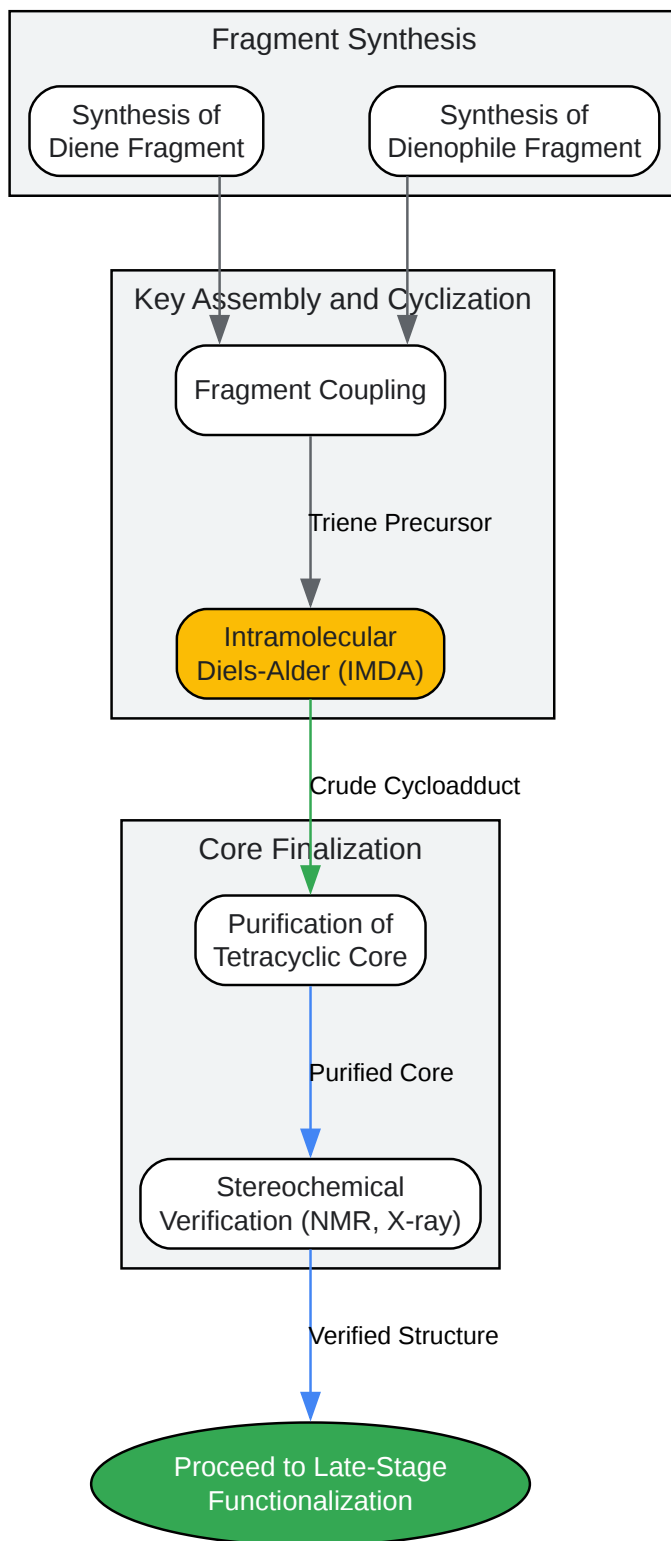 Fragment Synthesis
Synthesis of
Diene Fragment
Synthesis of
Dienophile Fragment
Key Assembly and Cyclization
Fragment Coupling
Triene Precursor
Intramolecular
Diels-Alder (IMDA)
Crude Cycloadduct
Core Finalization
Purification of
Tetracyclic Core
Purified Core
Stereochemical
Verification (NMR, X-ray)
Verified Structure
Proceed to Late-Stage
Functionalization